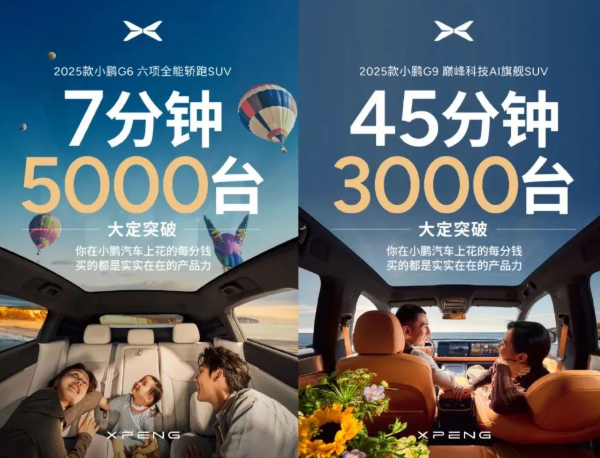 2025款小鹏G6 六项全能轿跑SUV
7分钟
5000台
大定突破
你在小鹏汽车上花的每分钱
买的都是实实在在的产品力
XPENG
2025款小鹏G9 巅峰科技AI旗舰SUV
45分钟
3000台
大定突破
你在小鹏汽车上花的每分钱
买的都是实实在在的产品力
XPENG